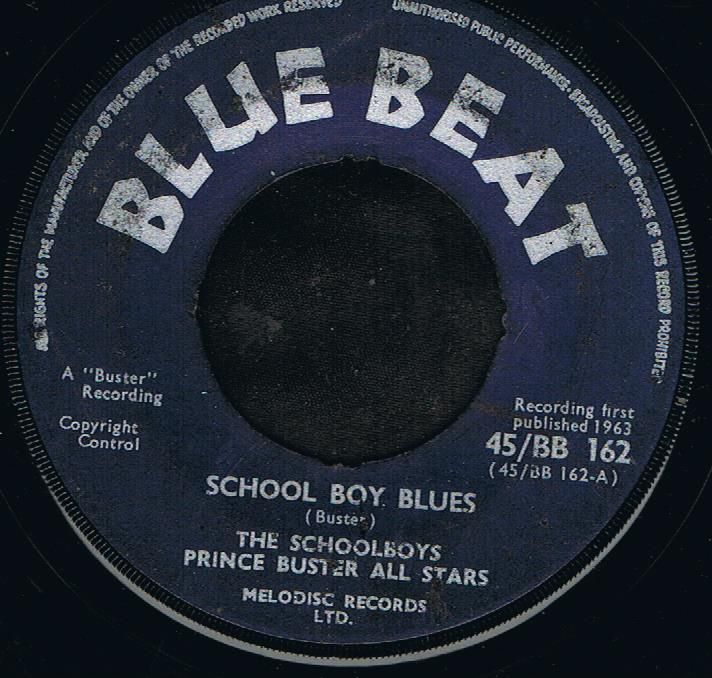 ALL RIGHTS OF THE MANUFACTURER AND OF THE OWNER OF THE RECORDED WORK RESERVED
UNAUTHORISED PUBLIC PERFORMANCE · BROADCASTING AND COPYING OF THIS RECORD PROHIBITED
BLUE BEAT
A "Buster"
Recording
Copyright
Control
Recording first
published 1963
45/BB 162
(45/BB 162-A)
SCHOOL BOY BLUES
(Buster)
THE SCHOOLBOYS
PRINCE BUSTER ALL STARS
MELODISC RECORDS
LTD.